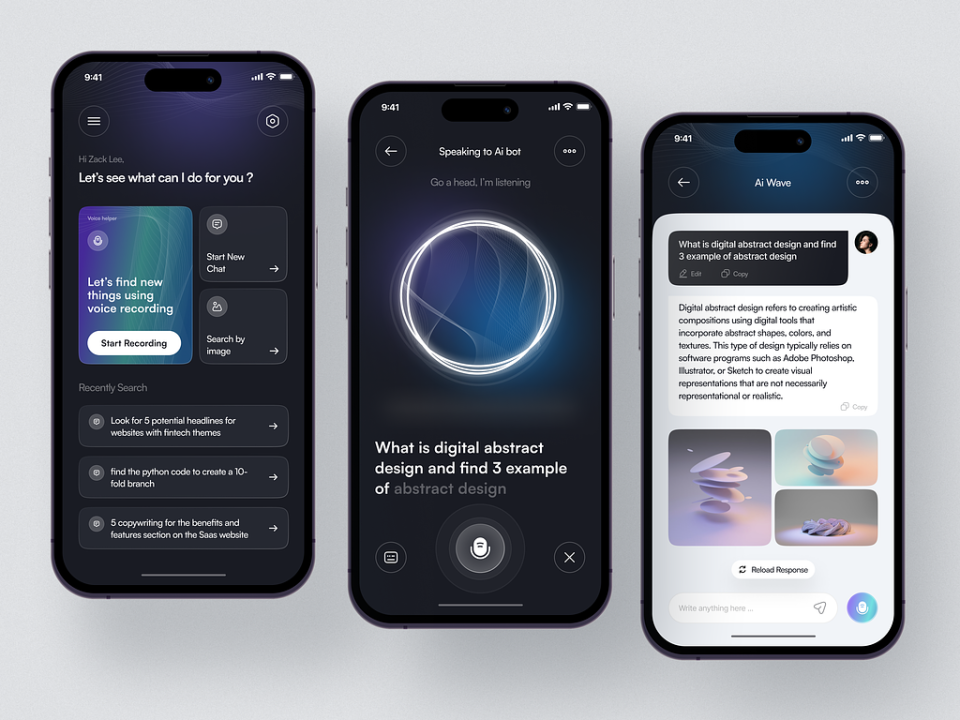 9:41
Hi Zack Lee,
Let's see what can I do for you ?
Voice helper
Let's find new
things using
voice recording
Start Recording
Start New
Chat
Search by
image
Recently Search
Look for 5 potential headlines for
websites with fintech themes
find the python code to create a 10-
fold branch
5 copywriting for the benefits and
features section on the Saas website
9:41
Speaking to Ai bot
Go a head, I'm listening
What is digital abstract
design and find 3 example
of abstract design
9:41
Ai Wave
What is digital abstract design and find
3 example of abstract design
Edit
Copy
Digital abstract design refers to creating artistic
compositions using digital tools that
incorporate abstract shapes, colors, and
textures. This type of design typically relies on
software programs such as Adobe Photoshop,
Illustrator, or Sketch to create visual
representations that are not necessarily
representational or realistic.
Copy
Reload Response
Write anything here ...